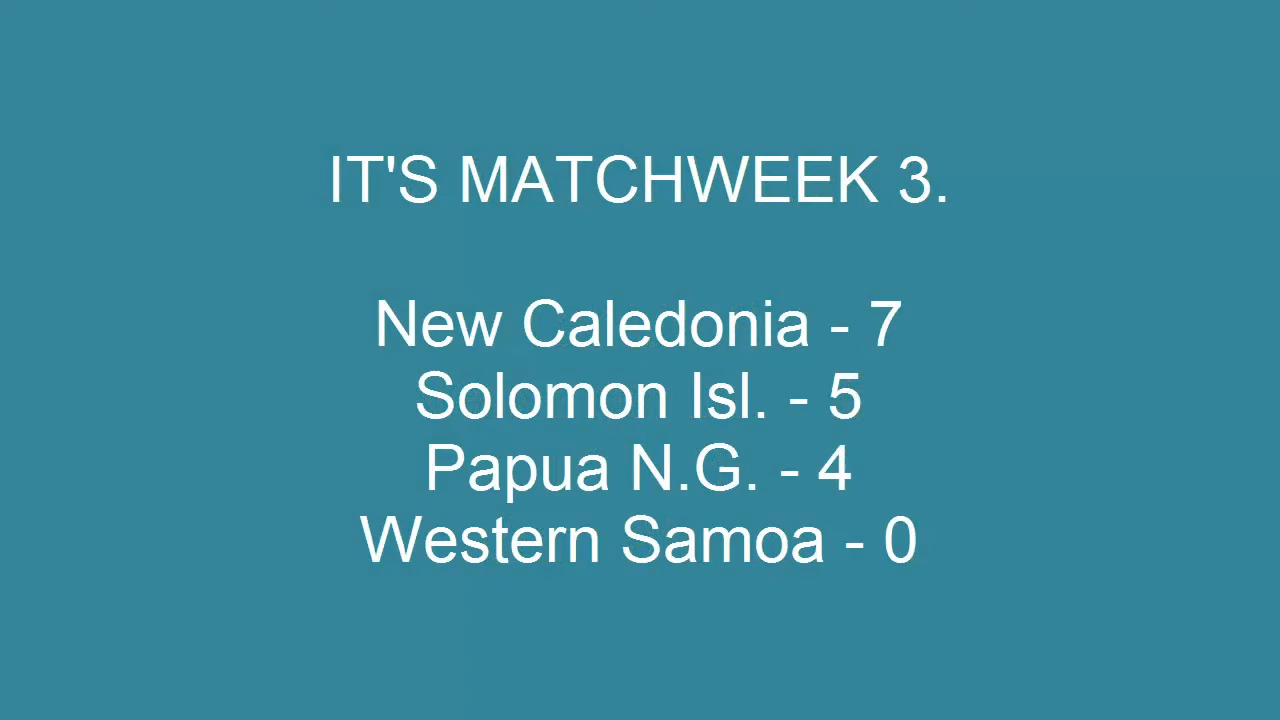 IT'S MATCHWEEK 3.
New Caledonia - 7
Solomon Isl. - 5
Papua N.G. - 4
Western Samoa - 0